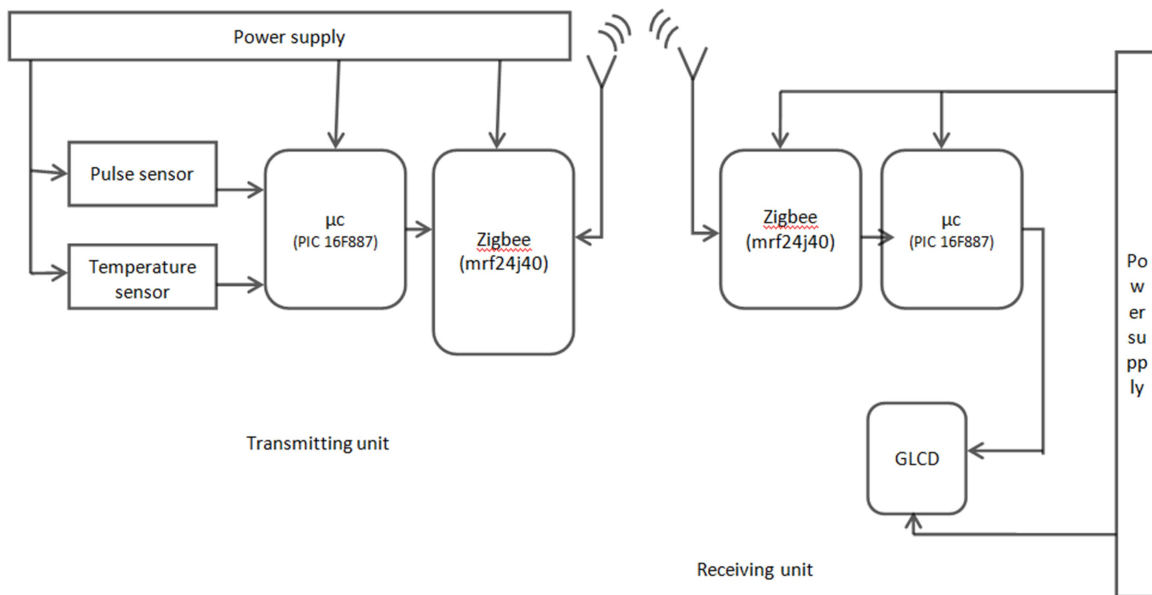 Power supply
Pulse sensor
Temperature
sensor
µc
(PIC 16F887)
Zigbee
(mrf24j40)
Transmitting unit
Zigbee
(mrf24j40)
µc
(PIC 16F887)
GLCD
Po
w
er
su
pp
ly
Receiving unit